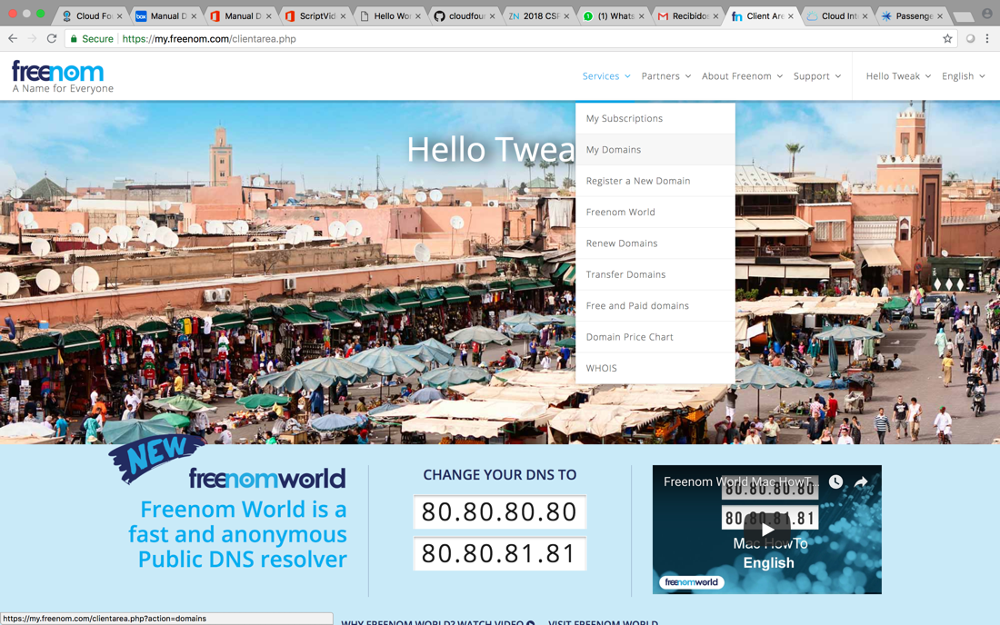 Cloud Fo
Manual D
Manual D
ScriptVid
Hello Wo
cloudfour
2018 CSF
(1) Whats
Recibidos
Client Are
Cloud Int
Passenge
Secure
https://my.freenom.com/clientarea.php
freenom
A Name for Everyone
Services
Partners
About Freenom
Support
Hello Tweak
English
Hello Twea
My Subscriptions
My Domains
Register a New Domain
Freenom World
Renew Domains
Transfer Domains
Free and Paid domains
Domain Price Chart
WHOIS
NEW
freenomworld
Freenom World is a
fast and anonymous
Public DNS resolver
CHANGE YOUR DNS TO
80.80.80.80
80.80.81.81
Freenom World Mac HowT...
80.80.80.80
80.80.81.81
Mac HowTo
English
freenomworld
https://my.freenom.com/clientarea.php?action=domains
WHY FREENOM WORLD? WATCH VIDEO
VISIT FREENOM WORLD